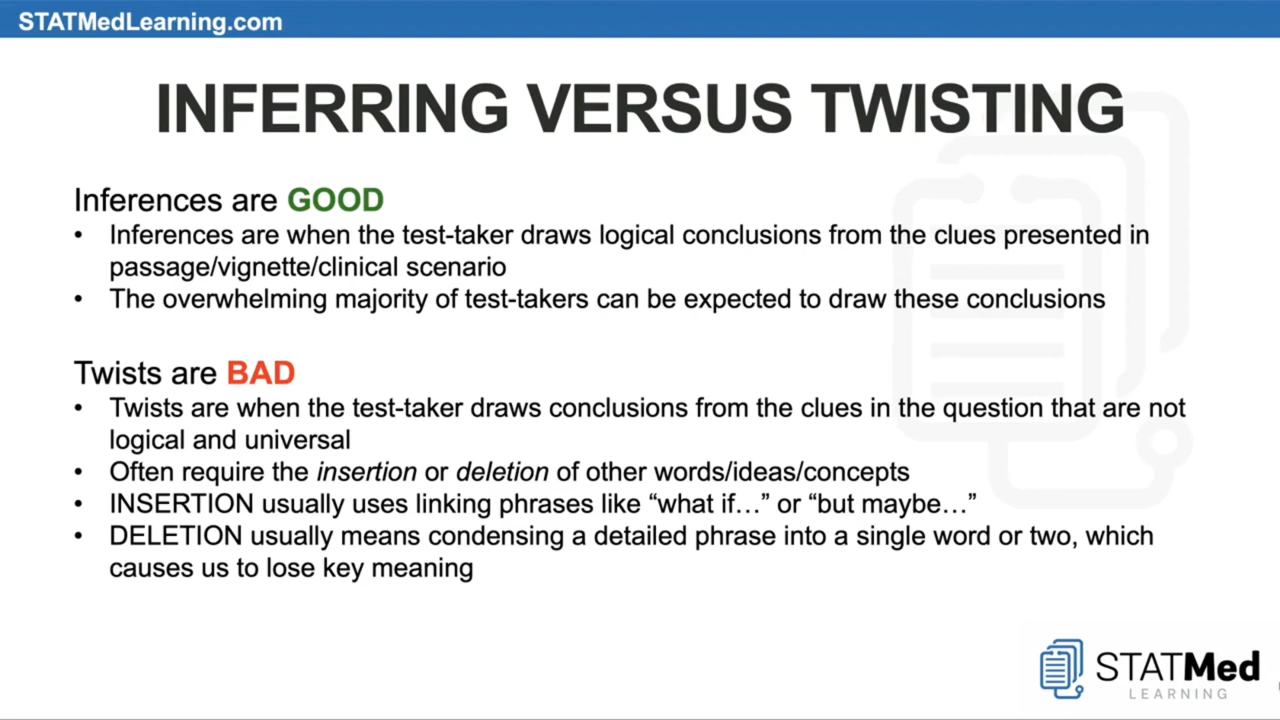 STATMedLearning.com
INFERRING VERSUS TWISTING
Inferences are GOOD
• Inferences are when the test-taker draws logical conclusions from the clues presented in
passage/vignette/clinical scenario
• The overwhelming majority of test-takers can be expected to draw these conclusions
Twists are BAD
• Twists are when the test-taker draws conclusions from the clues in the question that are not
logical and universal
• Often require the insertion or deletion of other words/ideas/concepts
• INSERTION usually uses linking phrases like “what if…” or “but maybe…”
• DELETION usually means condensing a detailed phrase into a single word or two, which
causes us to lose key meaning
STATMed
LEARNING